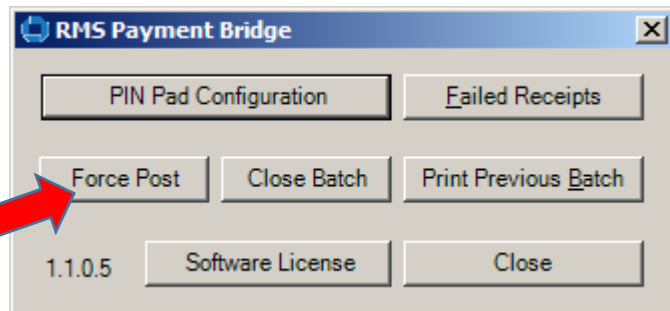 RMS Payment Bridge
PIN Pad Configuration Failed Receipts
Force Post Close Batch Print Previous Batch
1.1.0.5 Software License Close